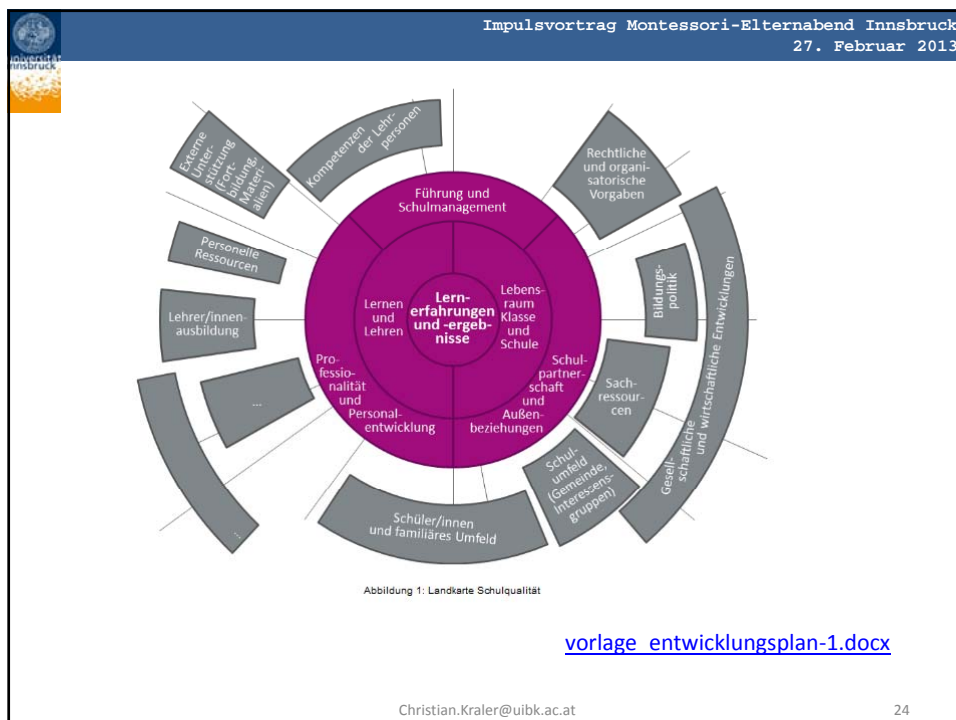 Impulsvortrag Montessori-Elternabend Innsbruck
27. Februar 2013
universität
innsbruck
Externe
Unter-
stützung
(Fort-
bildung,
Materi-
alien)
Kompetenzen
der Lehr-
personen
Rechtliche
und organi-
satorische
Vorgaben
Führung und
Schulmanagement
Personelle
Ressourcen
Bildungs-
politik
Gesell-
schaftliche
und wirtschaftliche Entwicklungen
Lehrer/innen-
ausbildung
Lernen
und
Lehren
Lern-
erfahrungen
und -ergeb-
nisse
Lebens-
raum
Klasse
und
Schule
Pro-
fessio-
nalität
und
Personal-
entwicklung
Schul-
partner-
schaft
und
Außen-
beziehungen
Sach-
ressour-
cen
...
...
Schul-
umfeld
(Gemeinde,
Interessens-
gruppen)
Schüler/innen
und familiäres Umfeld
Abbildung 1: Landkarte Schulqualität
vorlage entwicklungsplan-1.docx
Christian.Kraler@uibk.ac.at
24